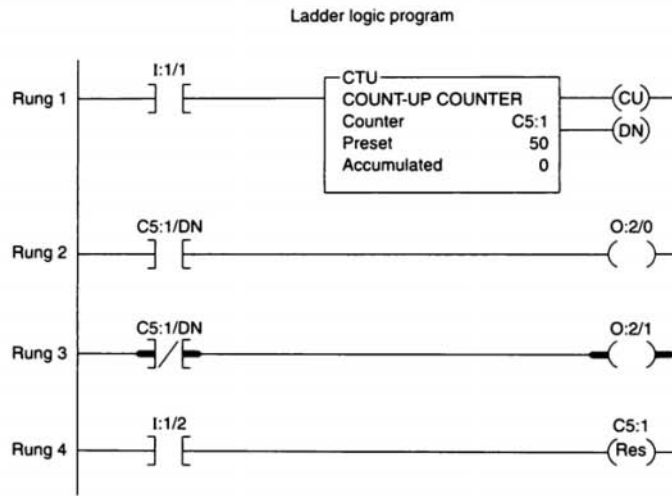 Ladder logic program
I:1/1
Rung 1
CTU
COUNT-UP COUNTER
Counter C5:1
Preset 50
Accumulated 0
CU
DN
C5:1/DN O:2/0
Rung 2
C5:1/DN O:2/1
Rung 3
I:1/2 C5:1
Rung 4
Res